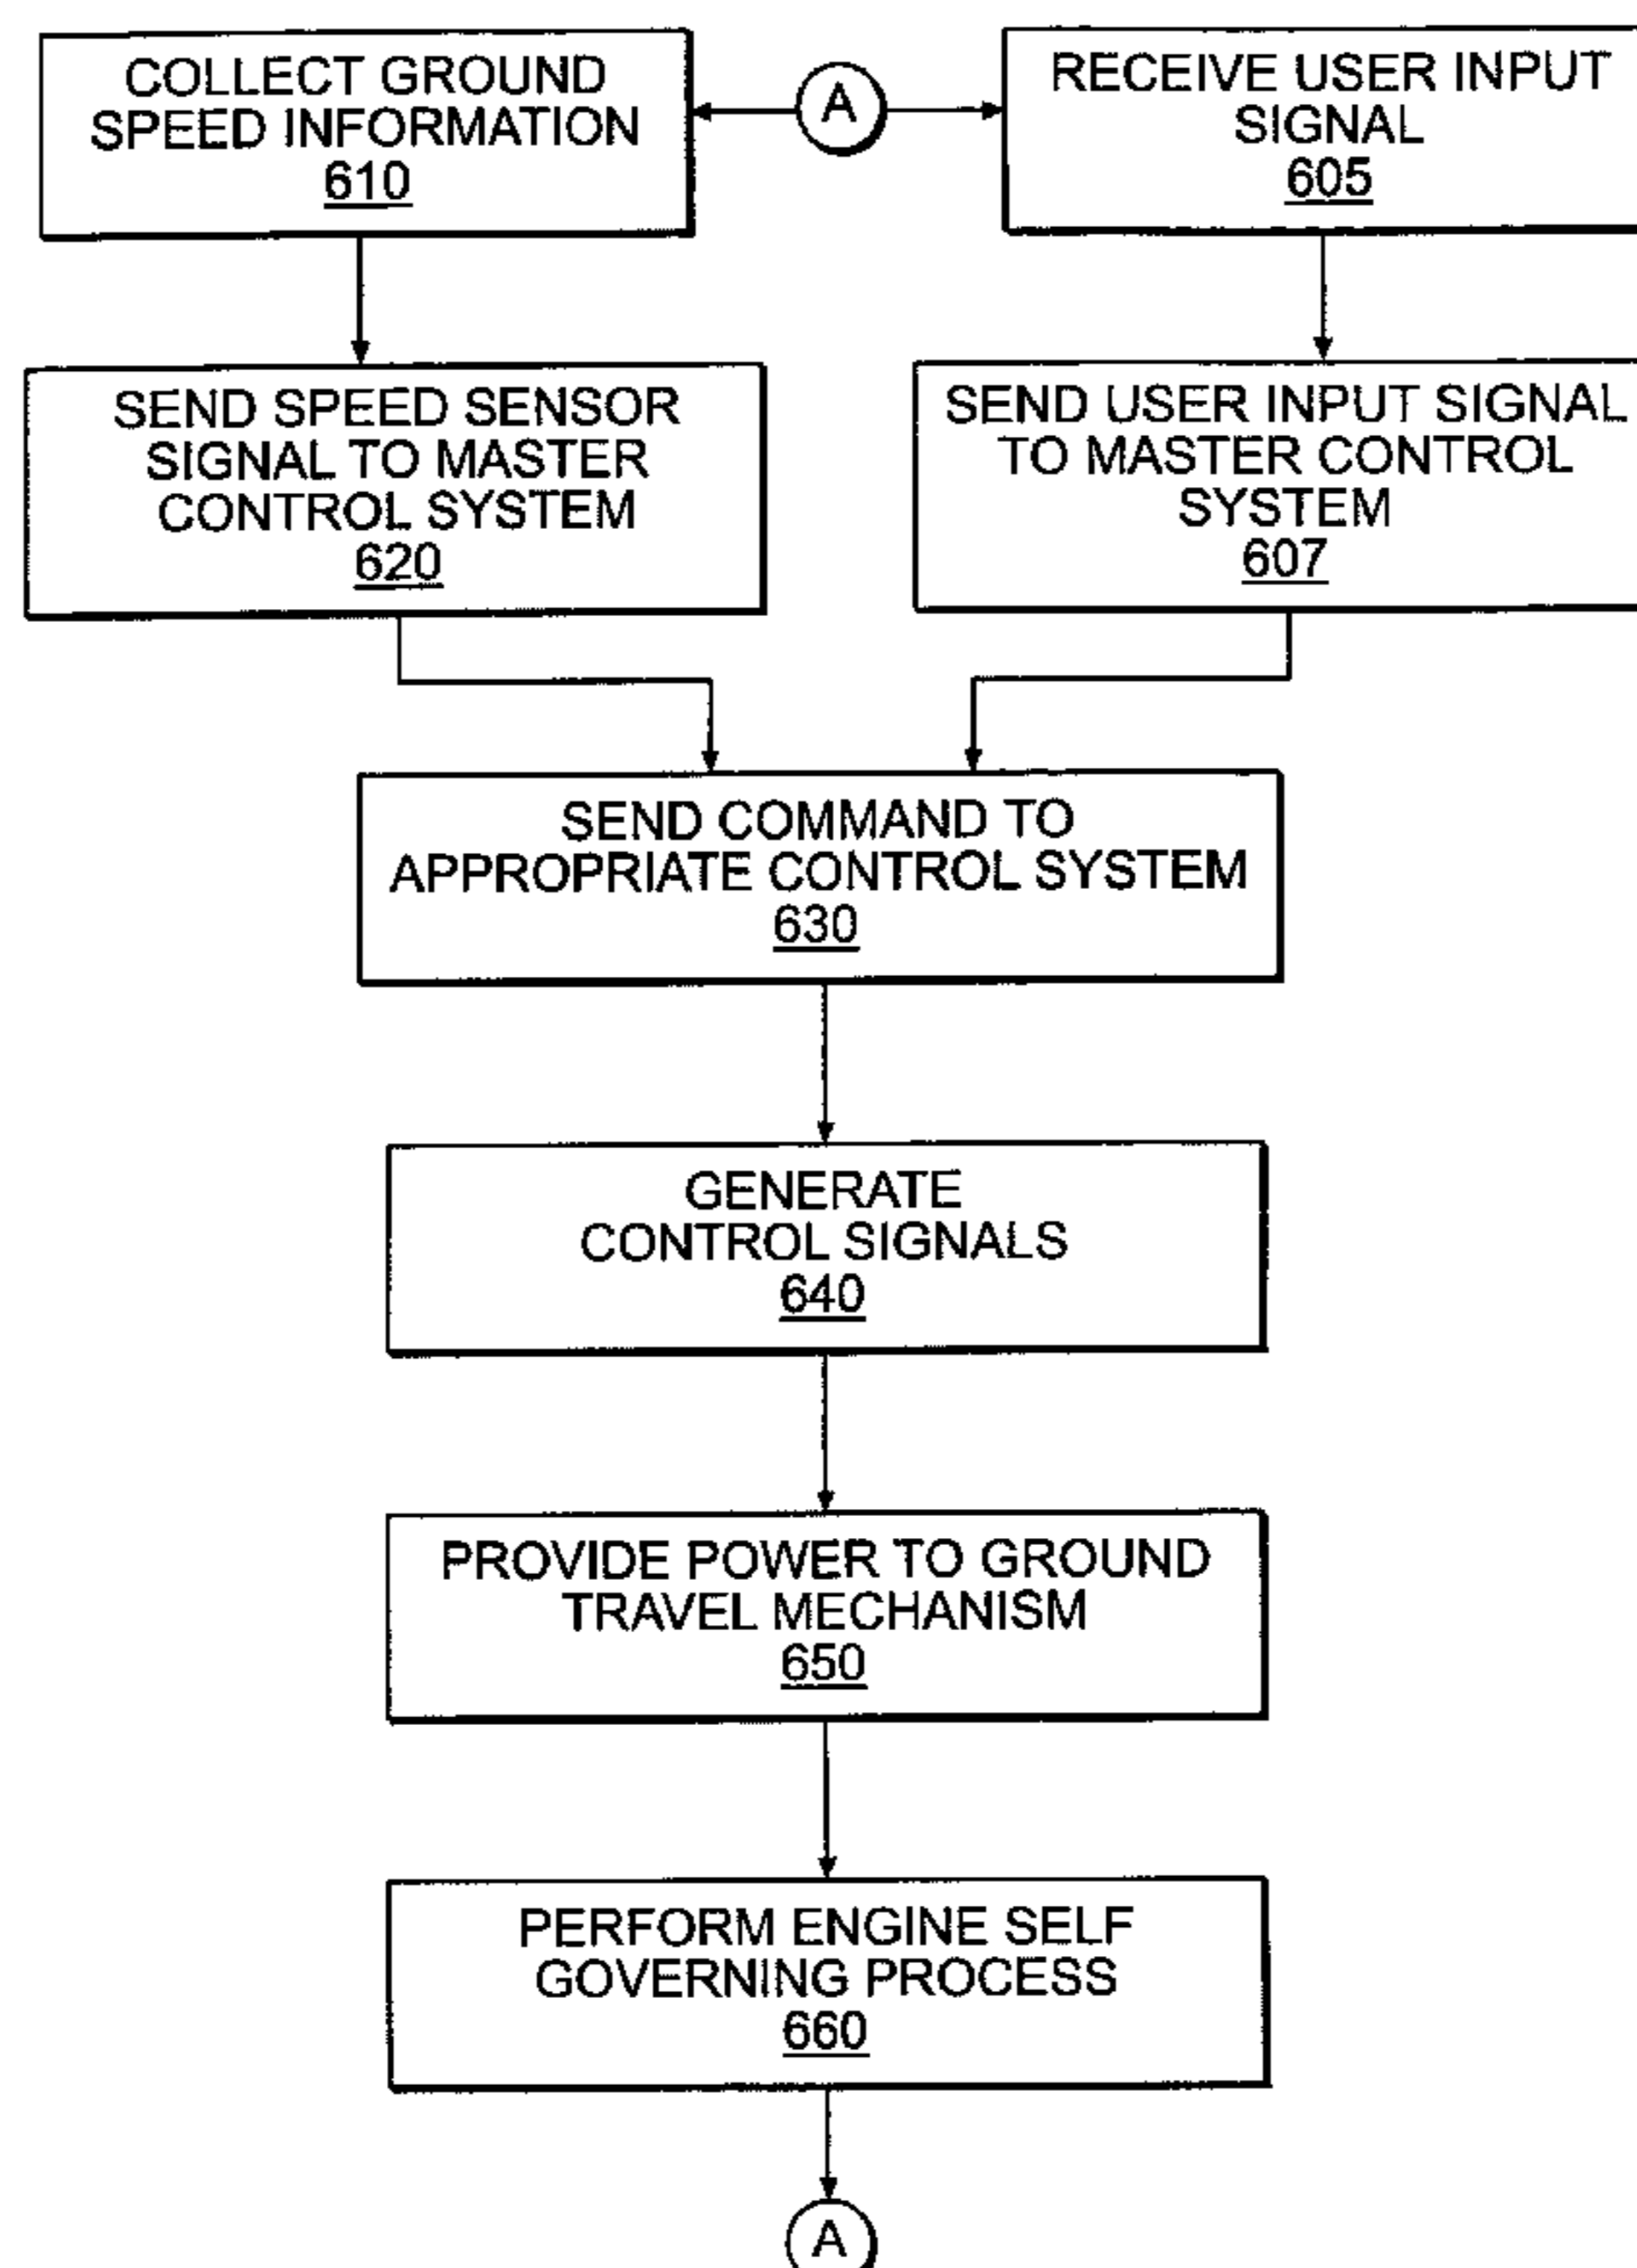 COLLECT GROUND
SPEED INFORMATION
610
A
RECEIVE USER INPUT
SIGNAL
605
SEND SPEED SENSOR
SIGNAL TO MASTER
CONTROL SYSTEM
620
SEND USER INPUT SIGNAL
TO MASTER CONTROL
SYSTEM
607
SEND COMMAND TO
APPROPRIATE CONTROL SYSTEM
630
GENERATE
CONTROL SIGNALS
640
PROVIDE POWER TO GROUND
TRAVEL MECHANISM
650
PERFORM ENGINE SELF
GOVERNING PROCESS
660
A